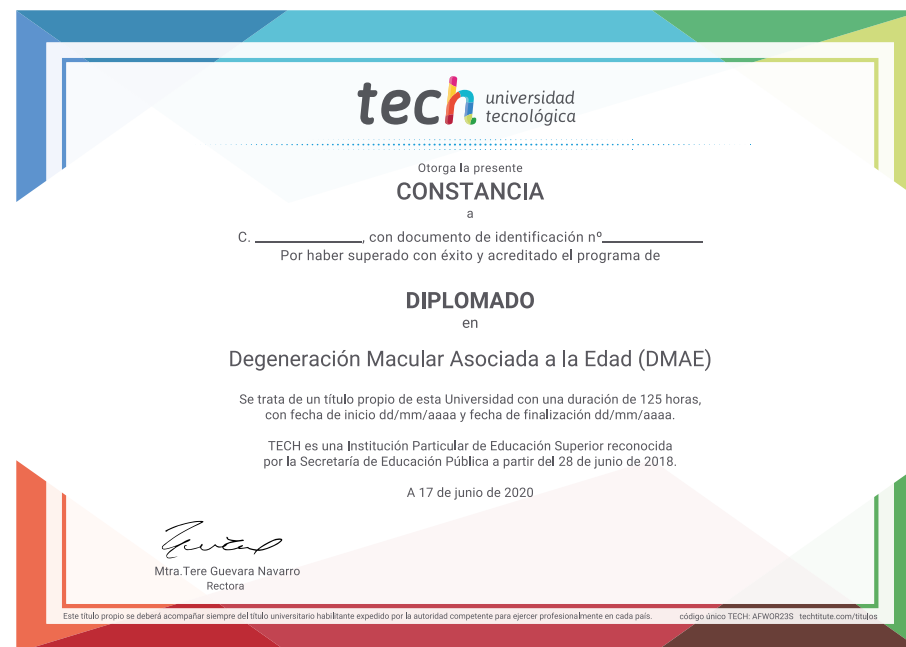 tech universidad
tecnológica
Otorga la presente
CONSTANCIA
a
C. ____________, con documento de identificación nº____________
Por haber superado con éxito y acreditado el programa de
DIPLOMADO
en
Degeneración Macular Asociada a la Edad (DMAE)
Se trata de un título propio de esta Universidad con una duración de 125 horas,
con fecha de inicio dd/mm/aaaa y fecha de finalización dd/mm/aaaa.
TECH es una Institución Particular de Educación Superior reconocida
por la Secretaría de Educación Pública a partir del 28 de junio de 2018.
A 17 de junio de 2020
Mtra.Tere Guevara Navarro
Rectora
Este título propio se deberá acompañar siempre del título universitario habilitante expedido por la autoridad competente para ejercer profesionalmente en cada país. código único TECH: AFWOR23S techtitute.com/titulos